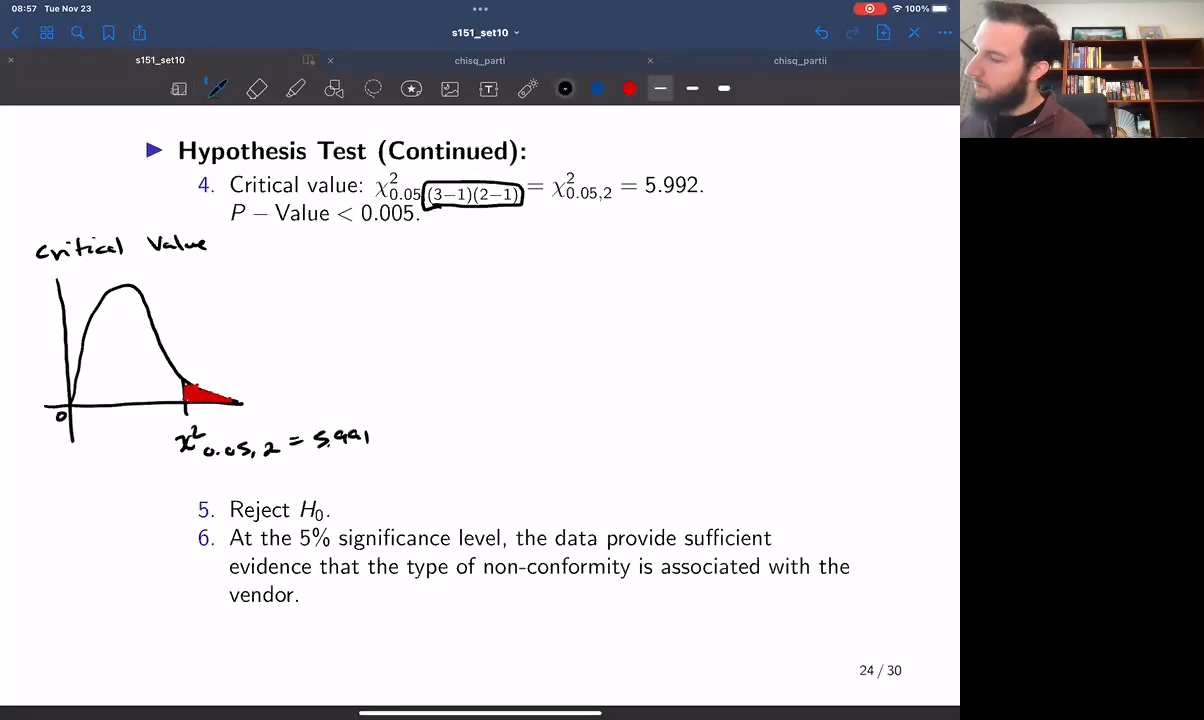 08:57 Tue Nov 23
100%
s151_set10
s151_set10
chisq_parti
chisq_partii
Hypothesis Test (Continued):
4. Critical value: χ²₀.₀₅,(3−1)(2−1) = χ²₀.₀₅,₂ = 5.992.
P − Value < 0.005.
Critical Value
0
χ² 0.05, 2 = 5.991
5. Reject H₀.
6. At the 5% significance level, the data provide sufficient
evidence that the type of non-conformity is associated with the
vendor.
24 / 30